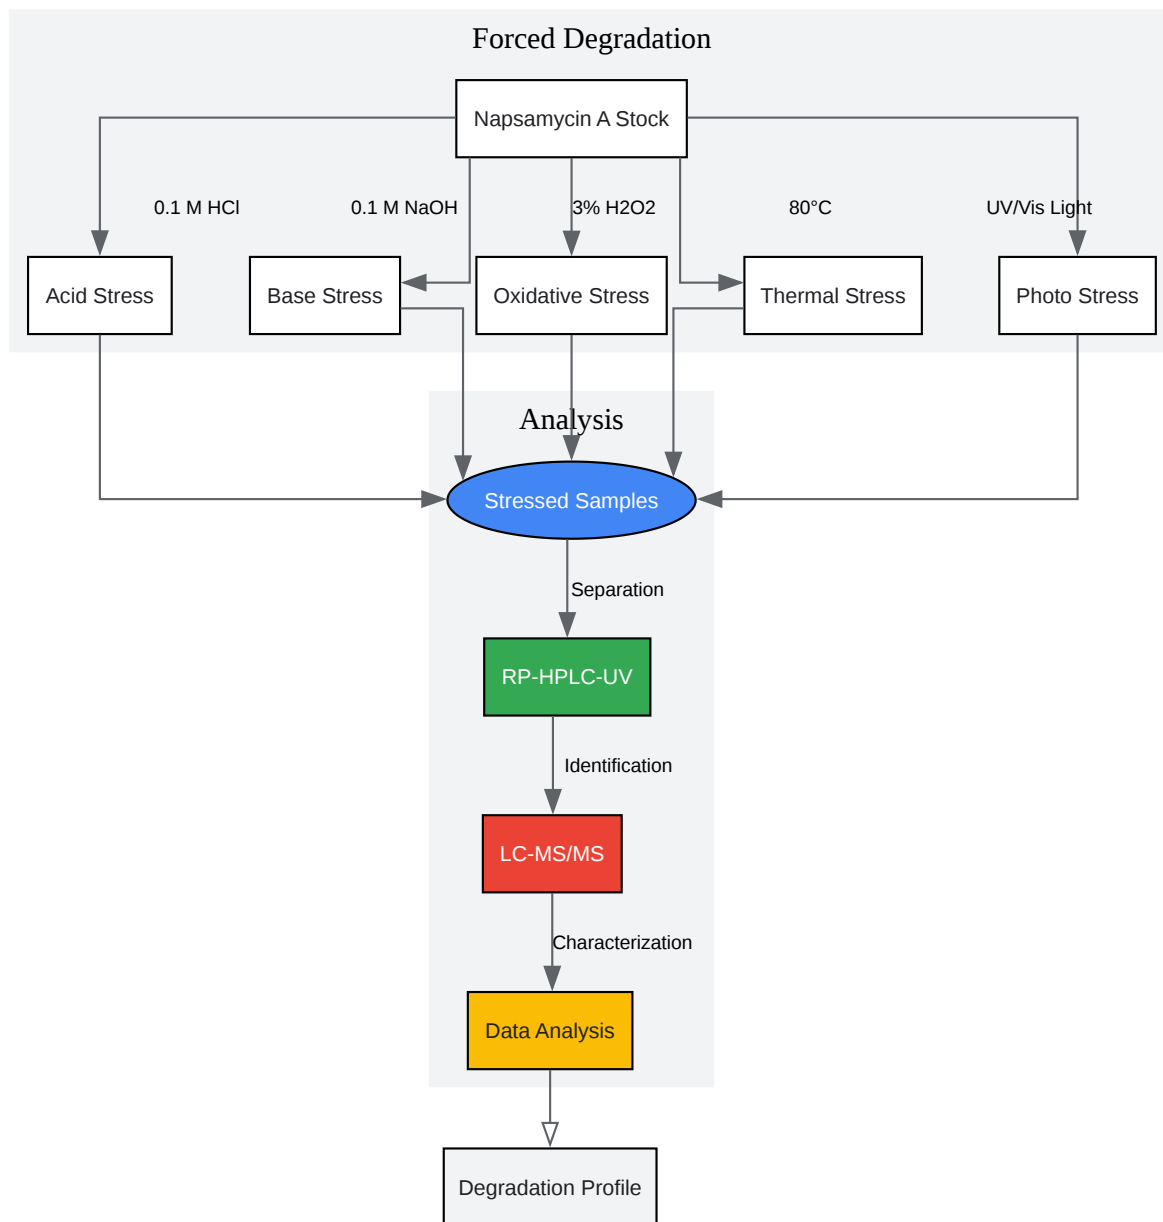 Forced Degradation
Napsamycin A Stock
0.1 M HCl
0.1 M NaOH
3% H2O2
80°C
UV/Vis Light
Acid Stress
Base Stress
Oxidative Stress
Thermal Stress
Photo Stress
Analysis
Stressed Samples
Separation
RP-HPLC-UV
Identification
LC-MS/MS
Characterization
Data Analysis
Degradation Profile